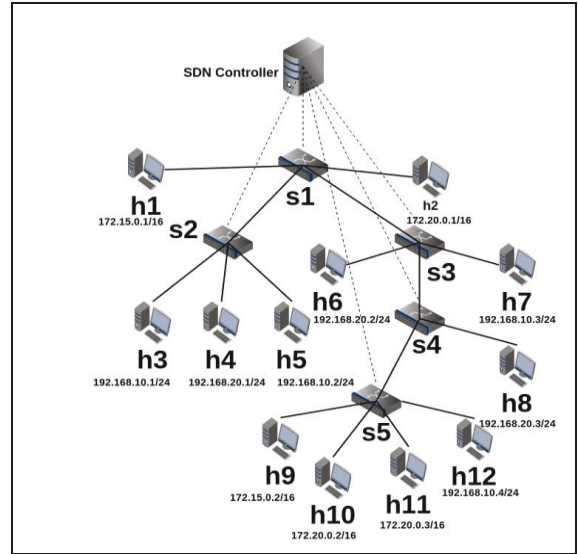 SDN Controller
s1
h1
172.15.0.1/16
h2
172.20.0.1/16
s2
s3
h6
192.168.20.2/24
h7
192.168.10.3/24
h3
192.168.10.1/24
h4
192.168.20.1/24
h5
192.168.10.2/24
s4
h8
192.168.20.3/24
s5
h9
172.15.0.2/16
h10
172.20.0.2/16
h11
172.20.0.3/16
h12
192.168.10.4/24